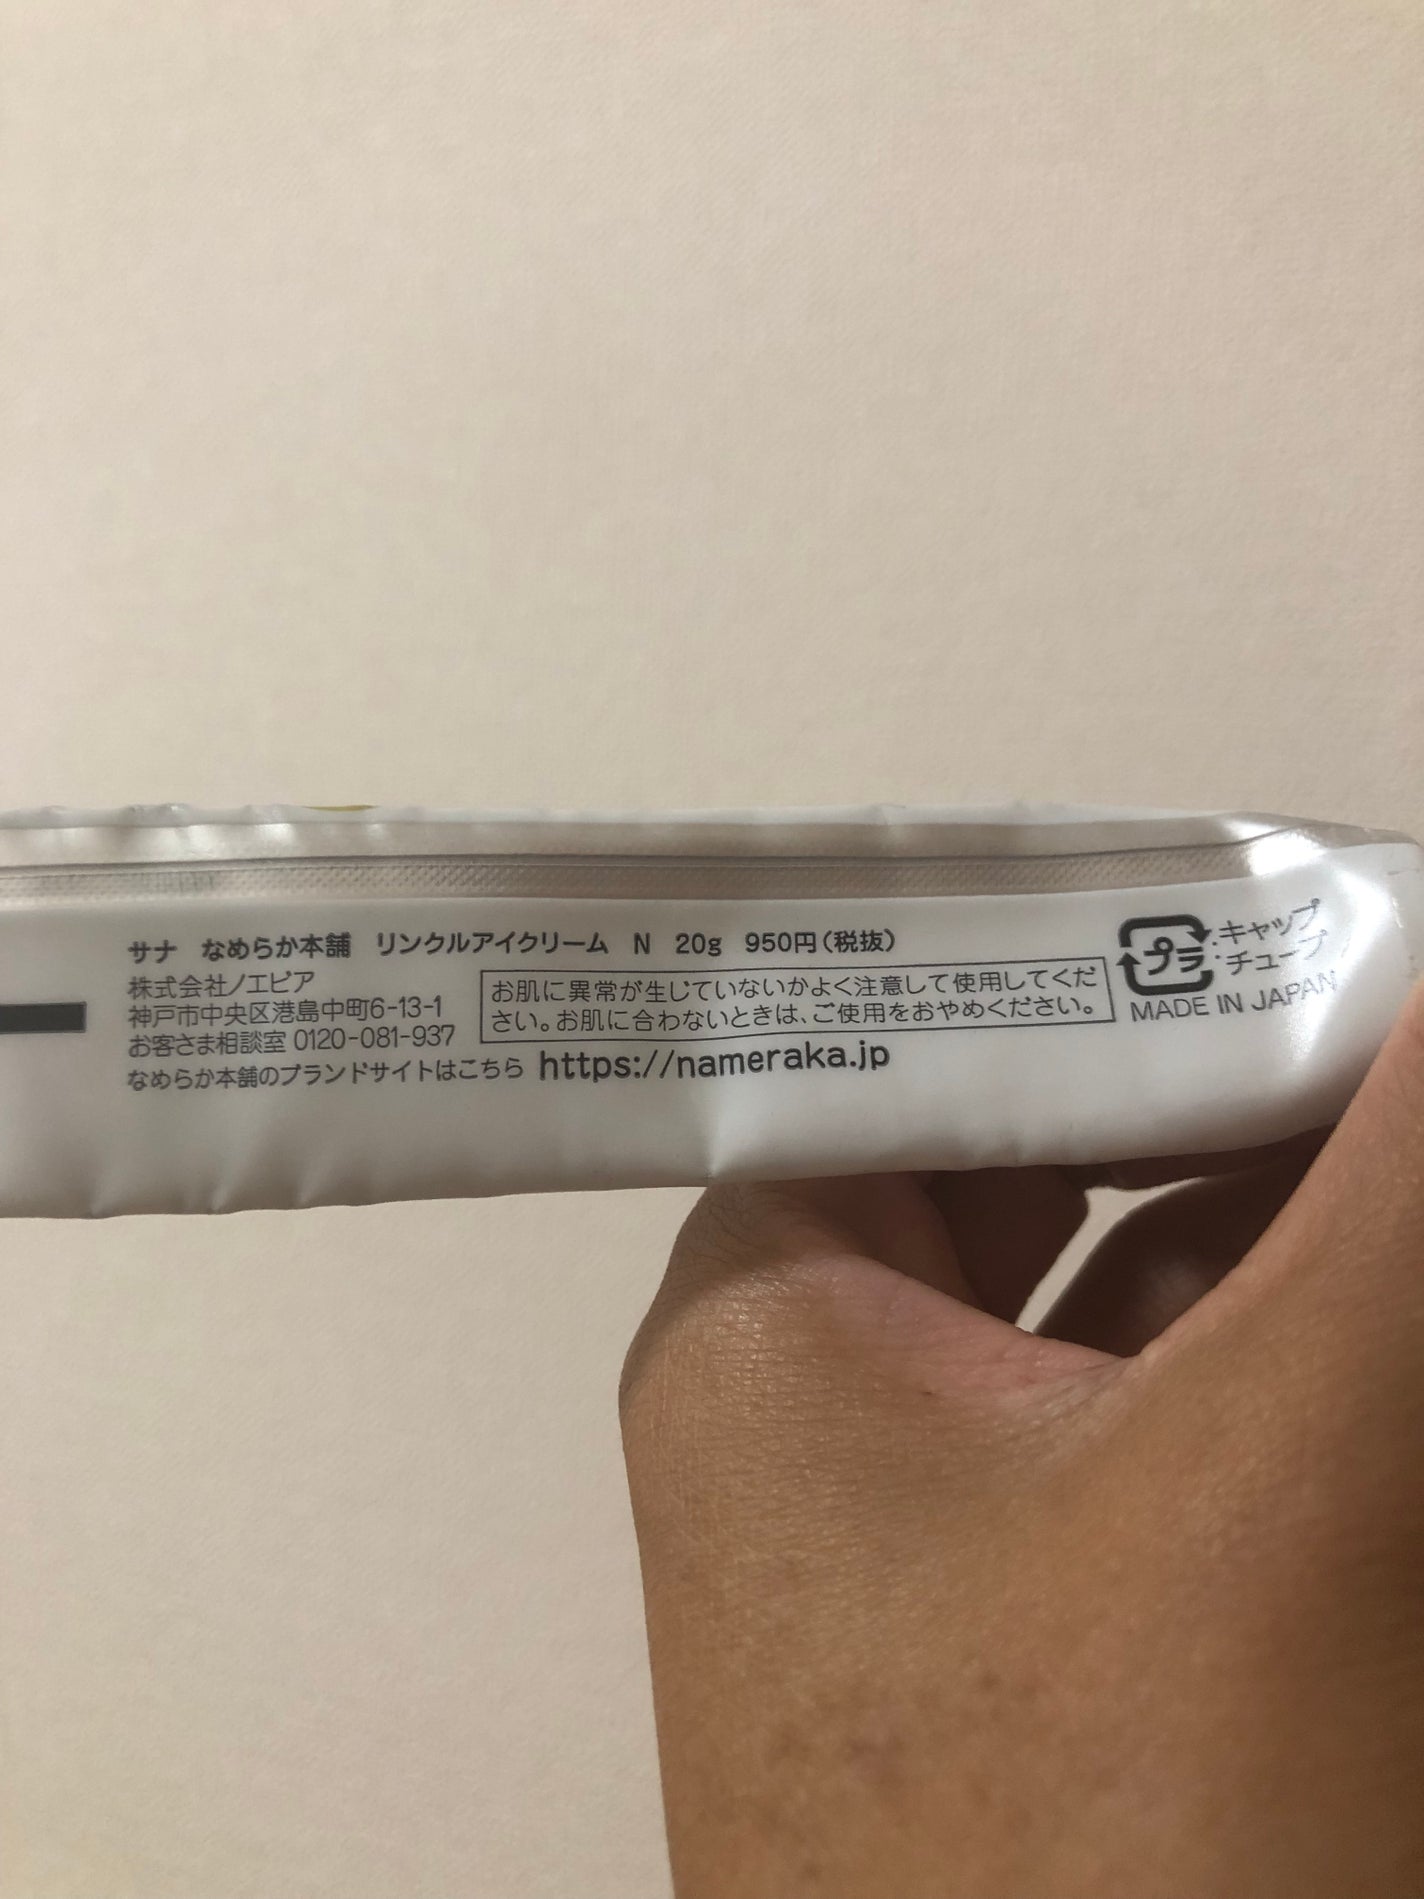 サナ なめらか本舗 リンクルアイクリーム N 20g 950円(税抜)
株式会社ノエビア
神戸市中央区港島中町6-13-1
お客さま相談室 0120-081-937
お肌に異常が生じていないかよく注意して使用してくだ
さい。お肌に合わないときは、ご使用をおやめください。
なめらか本舗のブランドサイトはこちら https://nameraka.jp
プラ:キャップ
:チューブ
MADE IN JAPAN